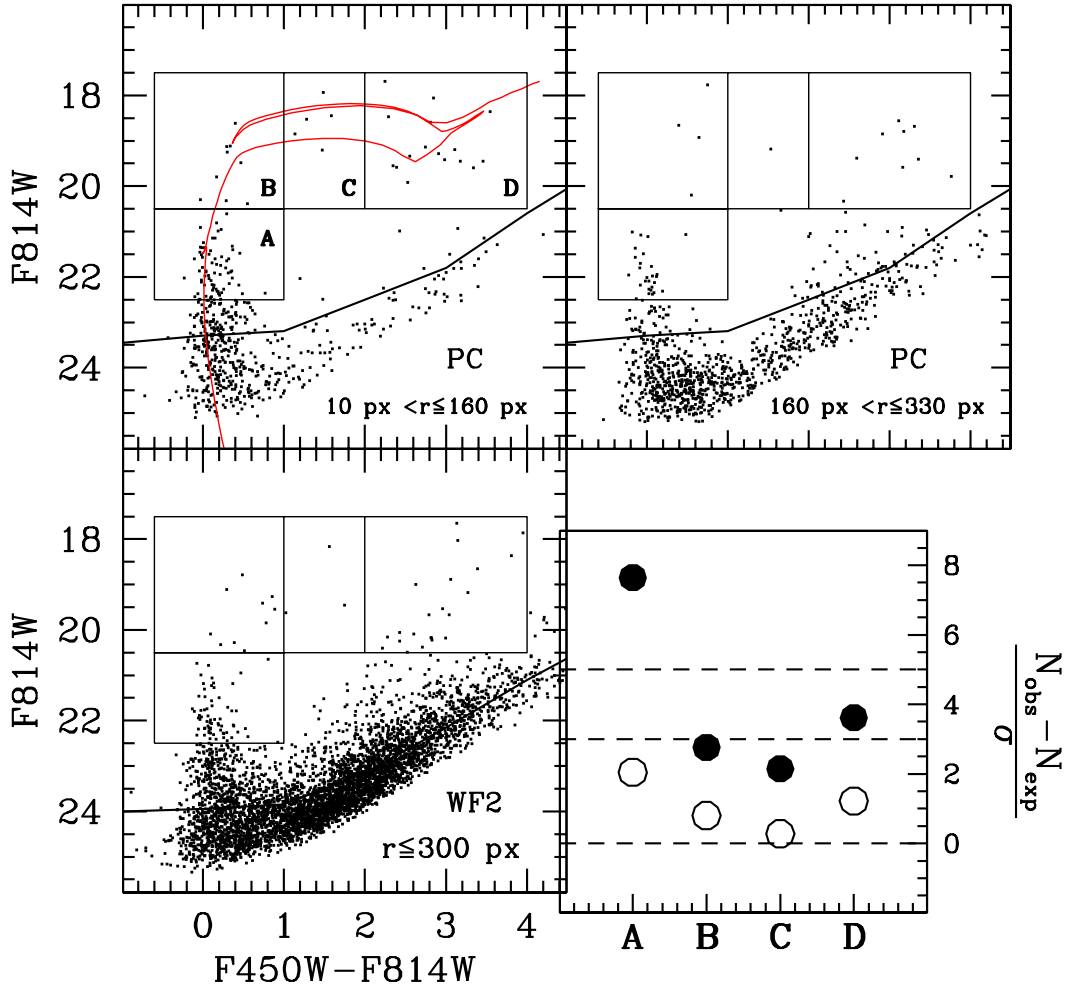 F814W
18
20
22
24
B
C
D
A
PC
10 px <r≦160 px
PC
160 px <r≦330 px
F814W
18
20
22
24
WF2
r≦300 px
0
1
2
3
4
F450W−F814W
8
6
4
2
0
N_obs −N_exp
σ
A
B
C
D